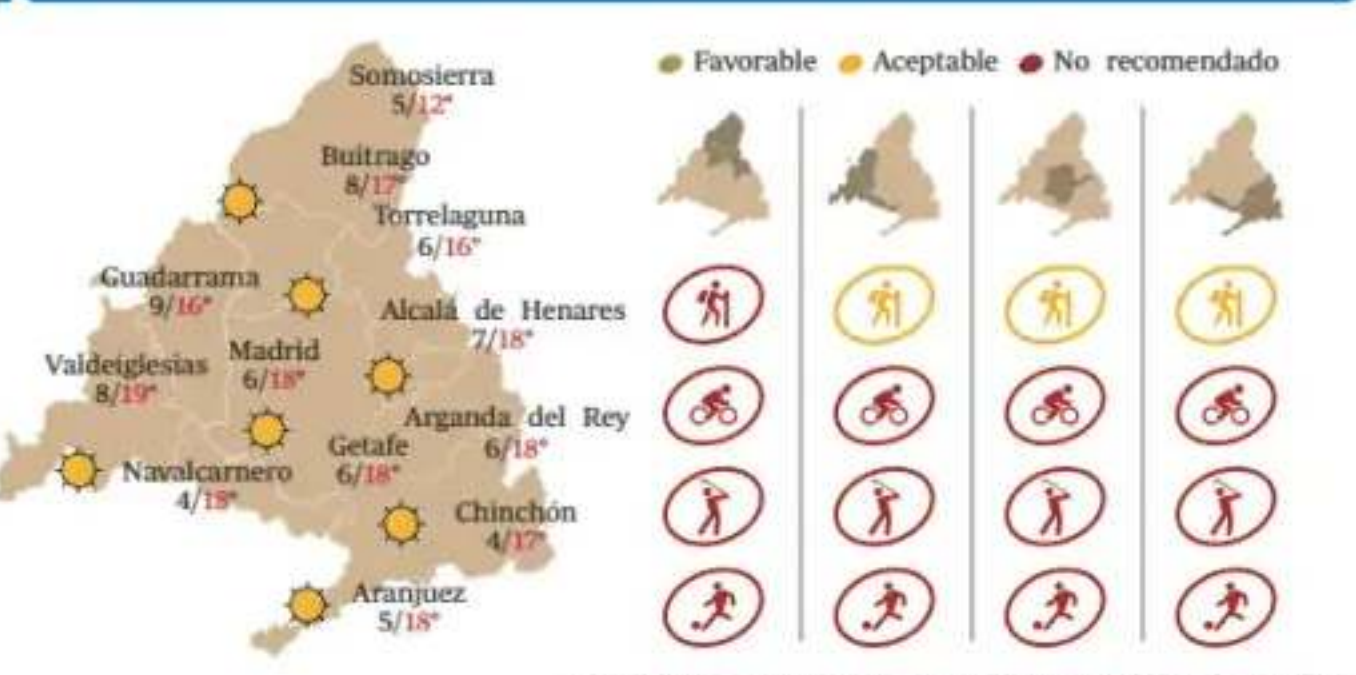 Favorable Aceptable No recomendado
Somosierra
5/12°
Buitrago
8/17°
Torrelaguna
6/16°
Guadarrama
9/16°
Alcalá de Henares
7/18°
Valdeiglesias
8/19°
Madrid
6/18°
Arganda del Rey
6/18°
Getafe
6/18°
Navalcarnero
4/18°
Chinchón
4/17°
Aranjuez
5/18°